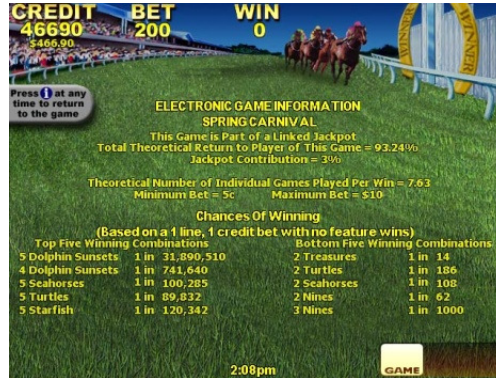 CREDIT BET WIN
46690 200 0
$466.90
WINNER
WINNER
Press i at any
time to return
to the game
ELECTRONIC GAME INFORMATION
SPRING CARNIVAL
This Game is Part of a Linked Jackpot
Total Theoretical Return to Player of This Game = 93.24%
Jackpot Contribution = 3%
Theoretical Number of Individual Games Played Per Win = 7.63
Minimum Bet = 5c Maximum Bet = $10
Chances Of Winning
(Based on a 1 line, 1 credit bet with no feature wins)
Top Five Winning Combinations Bottom Five Winning Combinations
5 Dolphin Sunsets 1 in 31,890,510 2 Treasures 1 in 14
4 Dolphin Sunsets 1 in 741,640 2 Turtles 1 in 186
5 Seahorses 1 in 100,285 2 Seahorses 1 in 108
5 Turtles 1 in 89,832 2 Nines 1 in 62
5 Starfish 1 in 120,342 3 Nines 1 in 1000
2:08pm
GAME